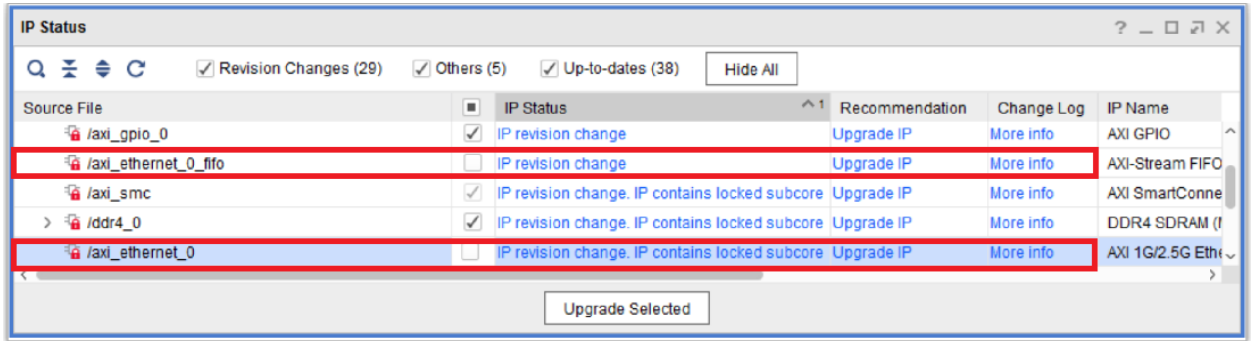 IP Status
Revision Changes (29) Others (5) Up-to-dates (38) Hide All
Source File IP Status 1 Recommendation Change Log IP Name
/axi_gpio_0 IP revision change Upgrade IP More info AXI GPIO
/axi_ethernet_0_fifo IP revision change Upgrade IP More info AXI-Stream FIFO
/axi_smc IP revision change. IP contains locked subcore Upgrade IP More info AXI SmartConne
/ddr4_0 IP revision change. IP contains locked subcore Upgrade IP More info DDR4 SDRAM (
/axi_ethernet_0 IP revision change. IP contains locked subcore Upgrade IP More info AXI 1G/2.5G Ethe
Upgrade Selected